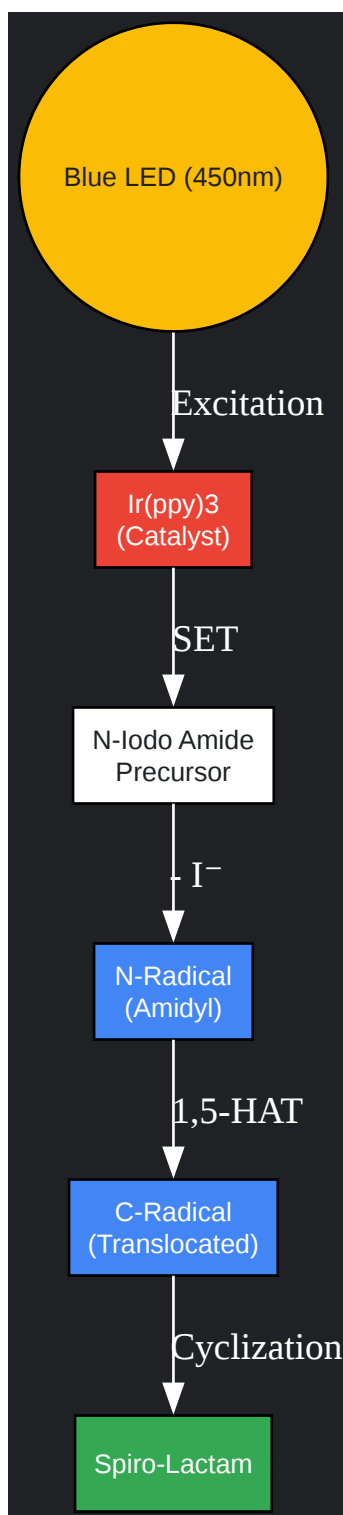 Blue LED (450nm)
Excitation
Ir(ppy)3
(Catalyst)
SET
N-Iodo Amide
Precursor
- I⁻
N-Radical
(Amidyl)
1,5-HAT
C-Radical
(Translocated)
Cyclization
Spiro-Lactam